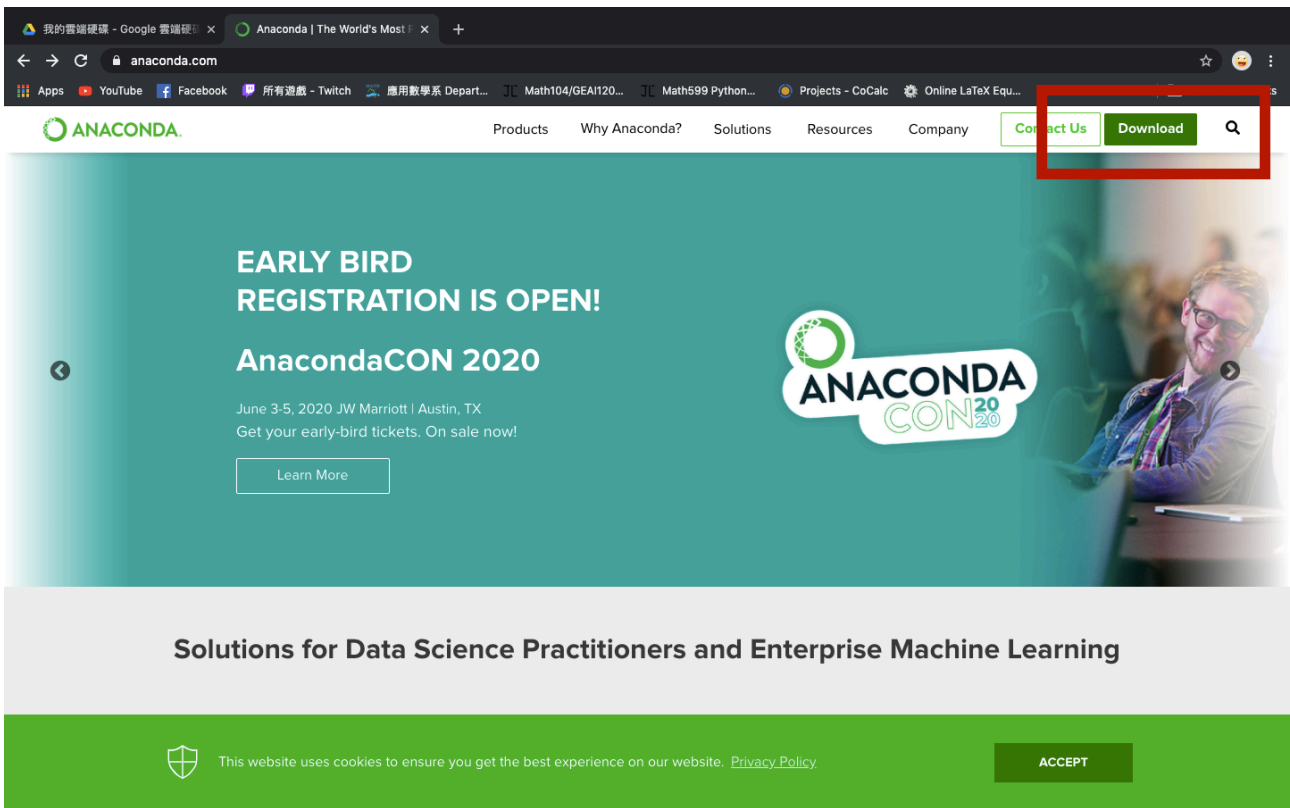 我的雲端硬碟 - Google 雲端硬
Anaconda | The World's Most
anaconda.com
Apps YouTube Facebook 所有遊戲 - Twitch 應用數學系 Depart... Math104/GEAI120... Math599 Python... Projects - CoCalc Online LaTeX Equ...
ANACONDA. Products Why Anaconda? Solutions Resources Company Contact Us Download
EARLY BIRD
REGISTRATION IS OPEN!
AnacondaCON 2020
June 3-5, 2020 JW Marriott | Austin, TX
Get your early-bird tickets. On sale now!
Learn More
ANACONDA
CON 20
20
Solutions for Data Science Practitioners and Enterprise Machine Learning
This website uses cookies to ensure you get the best experience on our website. Privacy Policy ACCEPT